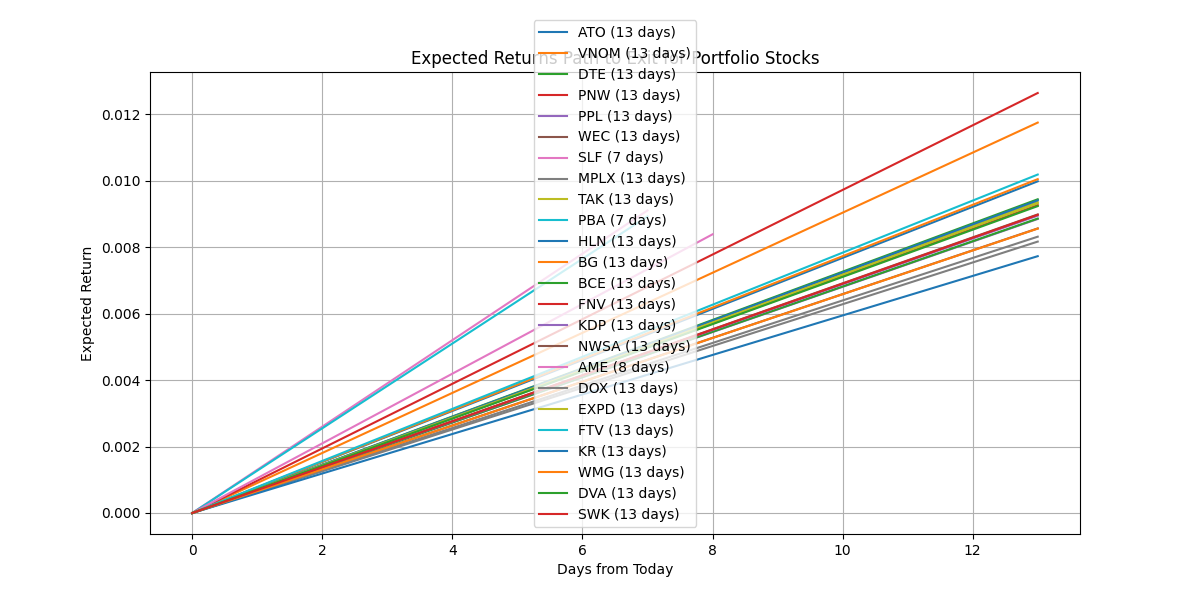 Expected Returns Path to Exit for Portfolio Stocks
ATO (13 days)
VNOM (13 days)
DTE (13 days)
PNW (13 days)
PPL (13 days)
WEC (13 days)
SLF (7 days)
MPLX (13 days)
TAK (13 days)
PBA (7 days)
HLN (13 days)
BG (13 days)
BCE (13 days)
FNV (13 days)
KDP (13 days)
NWSA (13 days)
AME (8 days)
DOX (13 days)
EXPD (13 days)
FTV (13 days)
KR (13 days)
WMG (13 days)
DVA (13 days)
SWK (13 days)
Expected Return
0.012
0.010
0.008
0.006
0.004
0.002
0.000
0 2 4 6 8 10 12
Days from Today